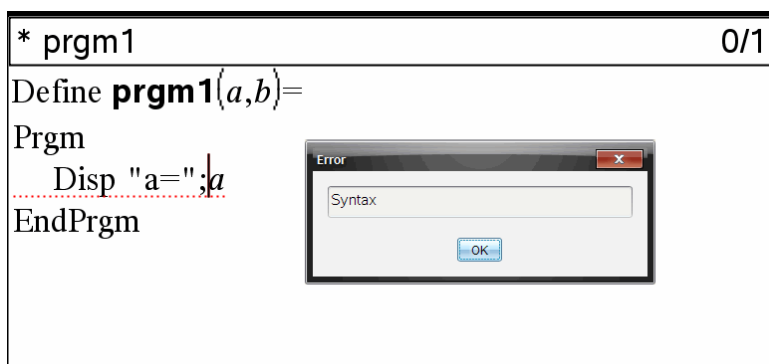 * prgm1 0/1
Define prgm1(a,b)=
Prgm
Disp "a=";a
EndPrgm
Error
x
Syntax
OK